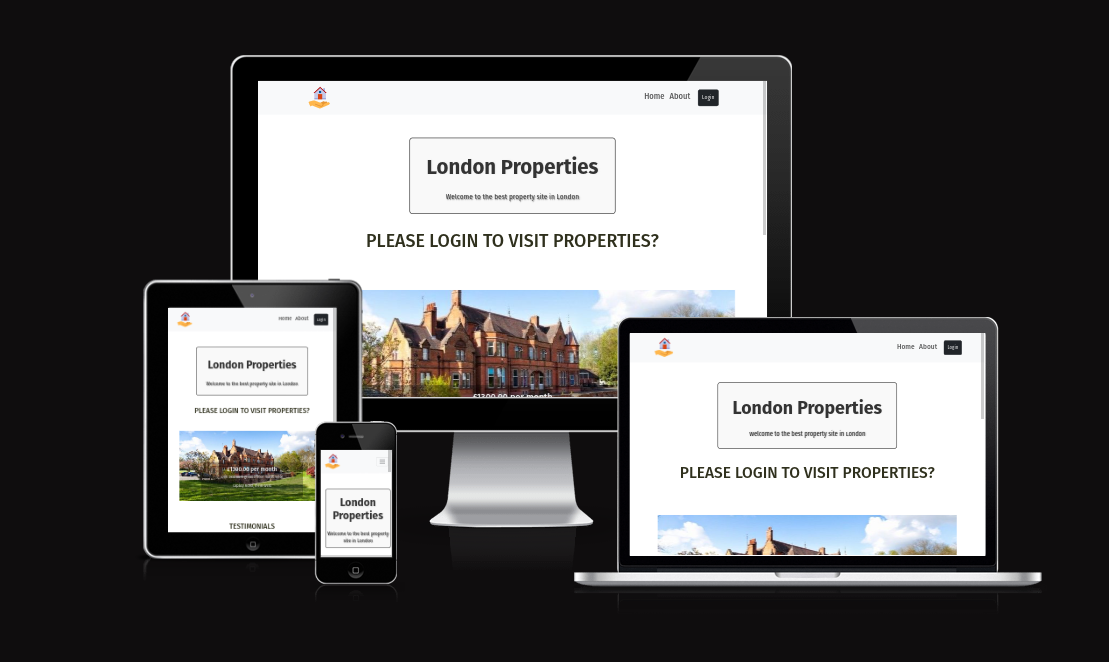 Home About Login
London Properties
Welcome to the best property site in London
PLEASE LOGIN TO VISIT PROPERTIES?
£1300.00 per month
Home About Login
London Properties
Welcome to the best property site in London
PLEASE LOGIN TO VISIT PROPERTIES?
£1300.00 per month
TESTIMONIALS
London
Properties
Welcome to the best property
site in London
Home About Login
London Properties
welcome to the best property site in London
PLEASE LOGIN TO VISIT PROPERTIES?